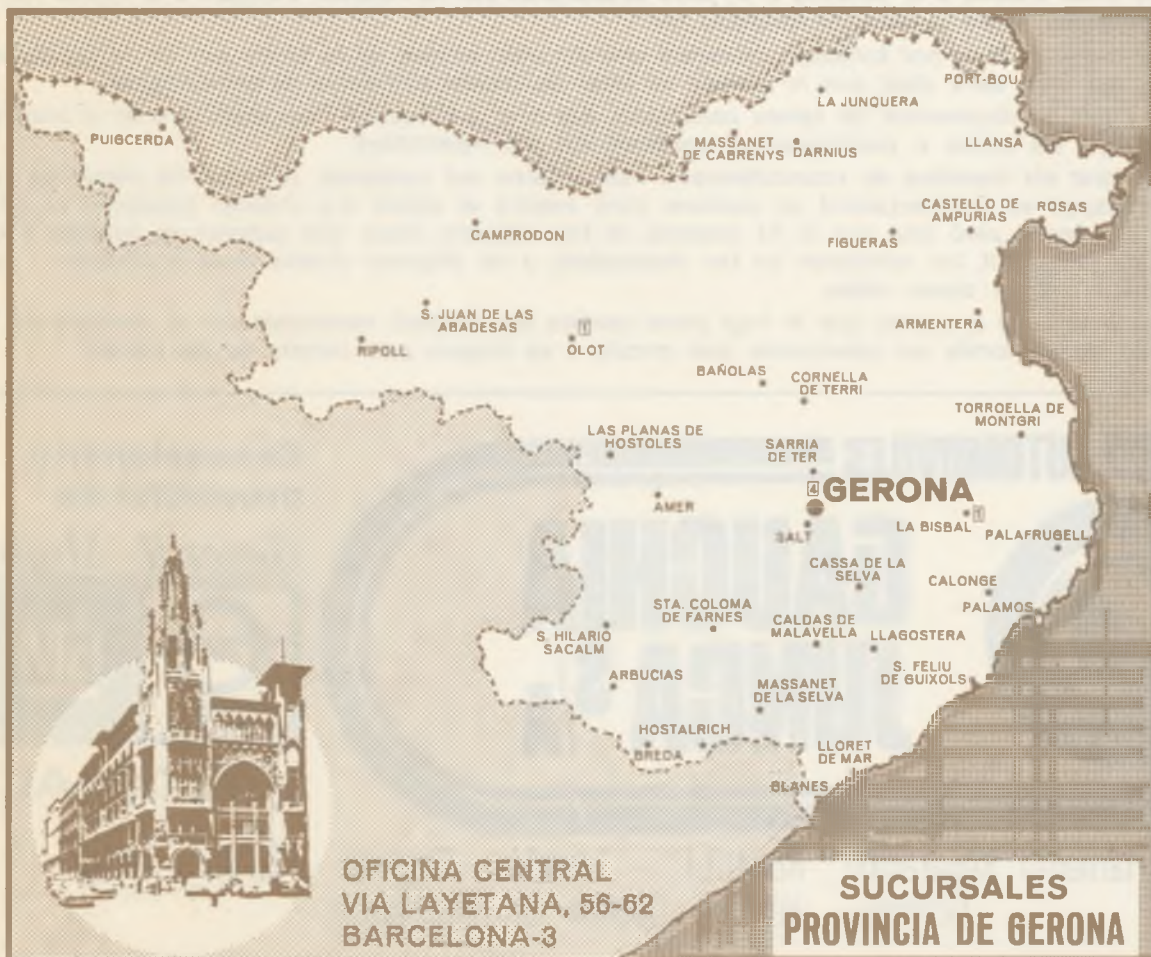 PORT-BOU
LA JUNQUERA
PUIGCERDA
MASSANET
DE CABRENYS
DARNIUS
LLANSA
CASTELLO DE
AMPURIAS
ROSAS
CAMPRODON
FIGUERAS
S. JUAN DE LAS
ABADESAS
ARMENTERA
1
RIPOLL
OLOT
BAÑOLAS
CORNELLA
DE TERRI
TORROELLA DE
MONTGRI
LAS PLANAS DE
HOSTOLES
SARRIA
DE TER
4 GERONA
AMER
SALT
LA BISBAL
1
PALAFRUGELL
CASSA DE LA
SELVA
CALONGE
STA. COLOMA
DE FARNES
CALDAS DE
MALAVELLA
PALAMOS
S. HILARIO
SACALM
LLAGOSTERA
S. FELIU
DE GUIXOLS
ARBUCIAS
MASSANET
DE LA SELVA
HOSTALRICH
BREDA
LLORET
DE MAR
BLANES
OFICINA CENTRAL
VIA LAYETANA, 56-62
BARCELONA-3
SUCURSALES
PROVINCIA DE GERONA